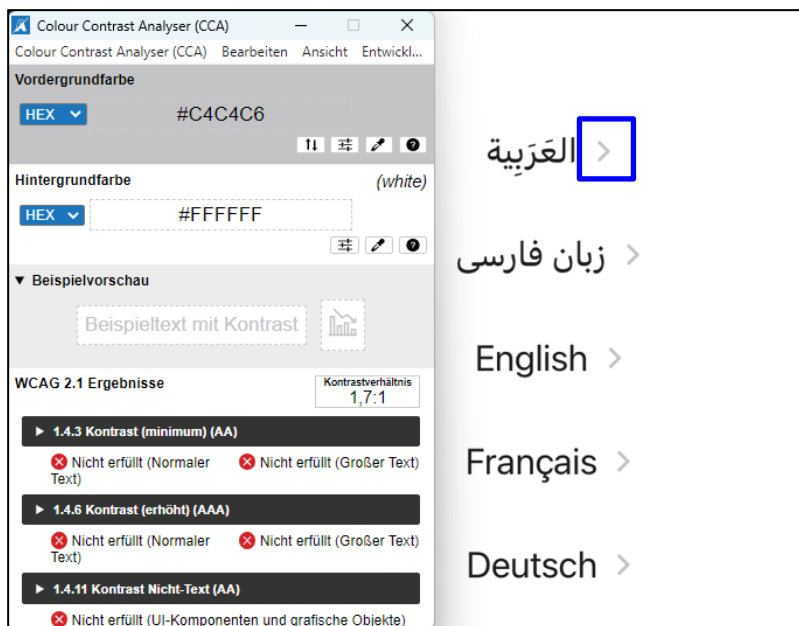 Colour Contrast Analyser (CCA)
Colour Contrast Analyser (CCA) Bearbeiten Ansicht Entwickl...
Vordergrundfarbe
HEX #C4C4C6
Hintergrundfarbe (white)
HEX #FFFFFF
▼ Beispielvorschau
Beispieltext mit Kontrast
WCAG 2.1 Ergebnisse
Kontrastverhältnis
1,7:1
▶ 1.4.3 Kontrast (minimum) (AA)
Nicht erfüllt (Normaler Text)
Nicht erfüllt (Großer Text)
▶ 1.4.6 Kontrast (erhöht) (AAA)
Nicht erfüllt (Normaler Text)
Nicht erfüllt (Großer Text)
▶ 1.4.11 Kontrast Nicht-Text (AA)
Nicht erfüllt (UI-Komponenten und grafische Objekte)
العَرَبِية
زبان فارسی
English
Français
Deutsch